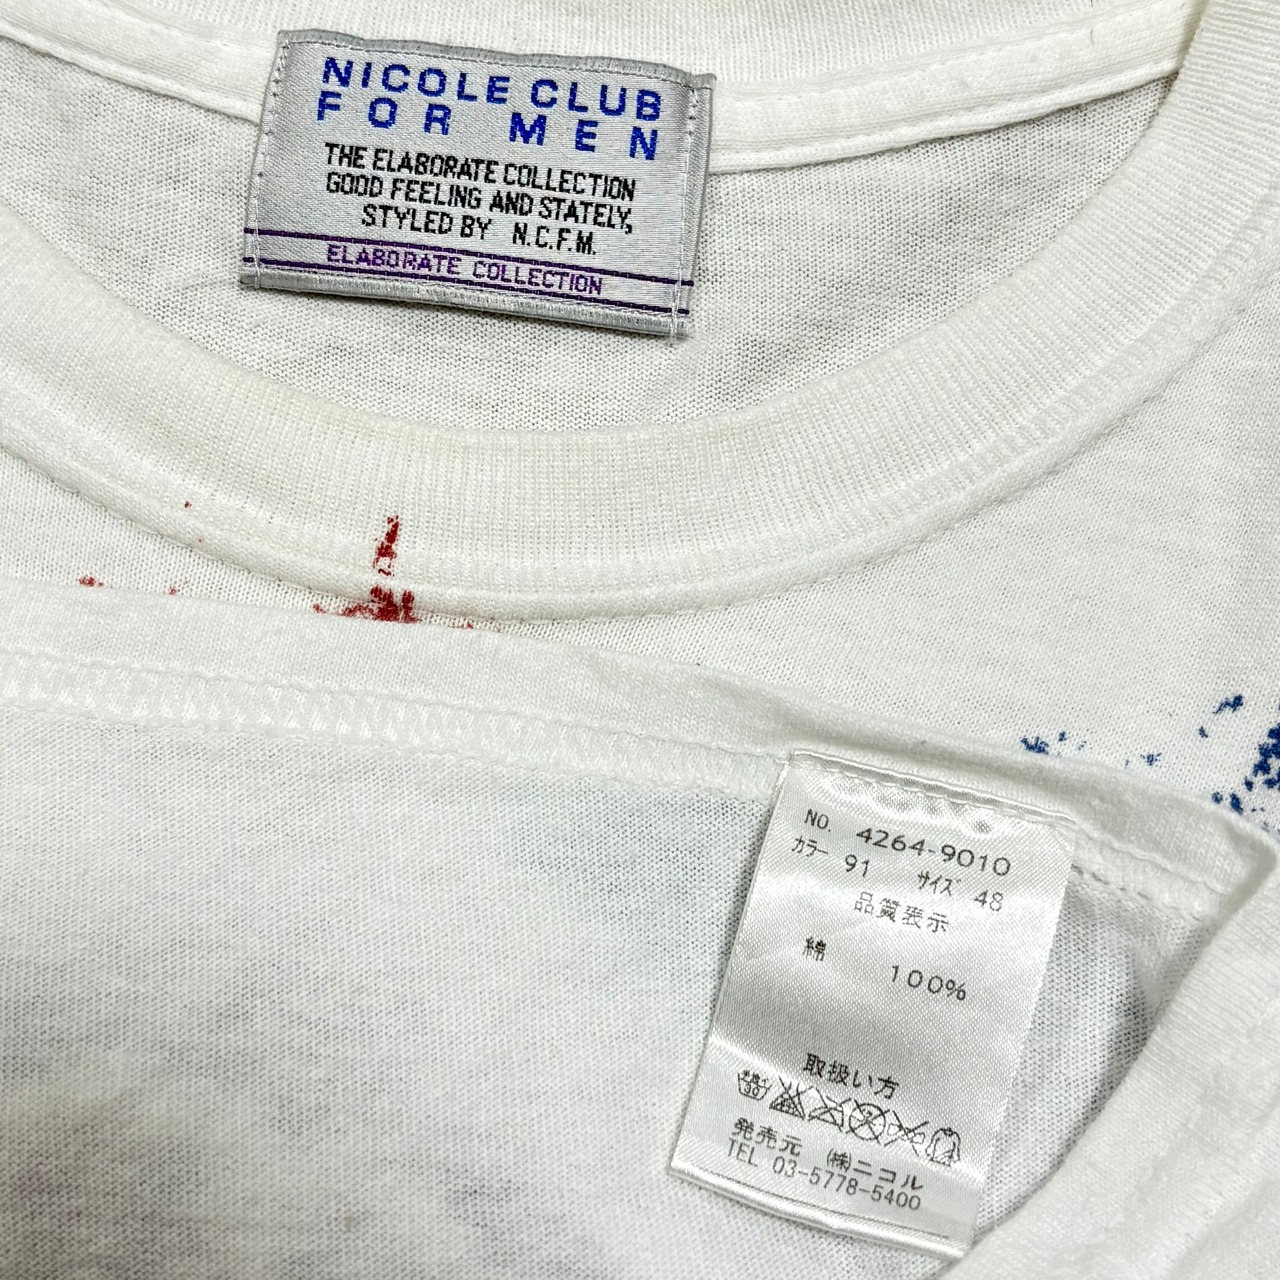 NICOLE CLUB
FOR MEN
THE ELABORATE COLLECTION
GOOD FEELING AND STATELY,
STYLED BY N.C.F.M.
ELABORATE COLLECTION
NO. 4264-9010
カラー 91 サイズ 48
品質表示
綿 100%
取扱い方
発売元 ㈱ニコル
TEL 03-5778-5400